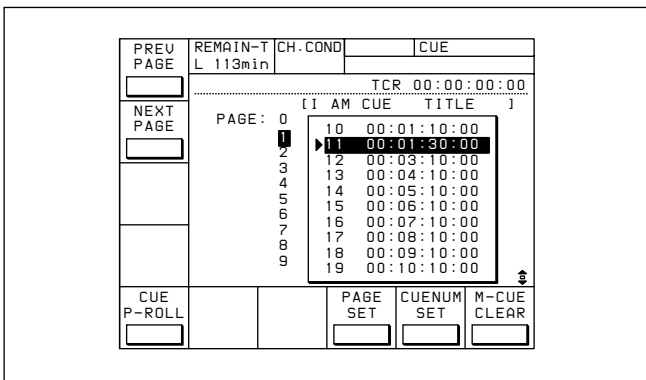 PREV PAGE
REMAIN-T
L 113min
CH.COND
CUE
TCR 00:00:00:00
NEXT PAGE
[I AM CUE TITLE ]
PAGE: 0
1
2
3
4
5
6
7
8
9
10 00:01:10:00
11 00:01:30:00
12 00:03:10:00
13 00:04:10:00
14 00:05:10:00
15 00:06:10:00
16 00:07:10:00
17 00:08:10:00
18 00:09:10:00
19 00:10:10:00
CUE P-ROLL
PAGE SET
CUENUM SET
M-CUE CLEAR